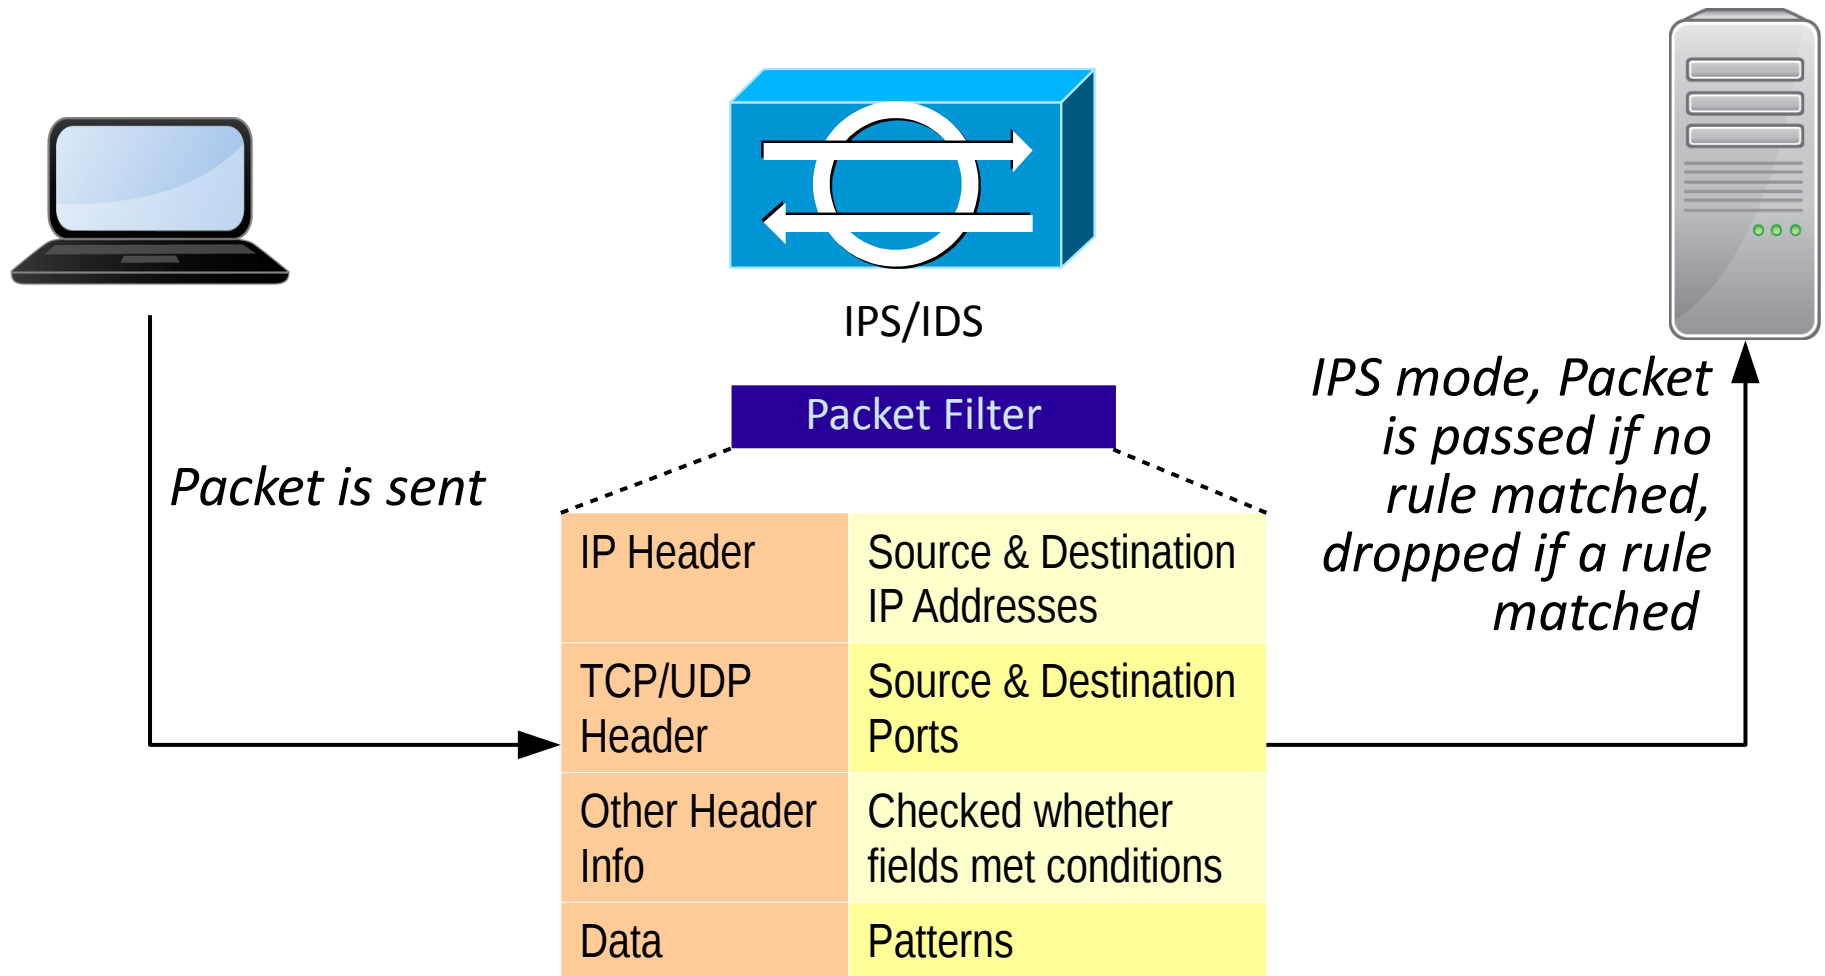 IPS/IDS
Packet Filter
Packet is sent
IP Header
Source & Destination
IP Addresses
TCP/UDP
Header
Source & Destination
Ports
Other Header
Info
Checked whether
fields met conditions
Data
Patterns
IPS mode, Packet
is passed if no
rule matched,
dropped if a rule
matched